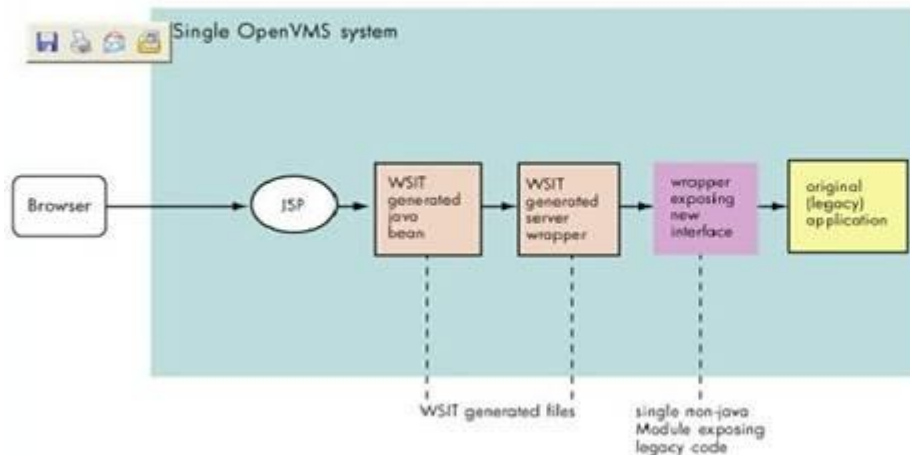 Single OpenVMS system
Browser
JSP
WSIT
generated
java
bean
WSIT
generated
server
wrapper
wrapper
exposing
new
interface
original
(legacy)
application
WSIT generated files
single non-java
Module exposing
legacy code